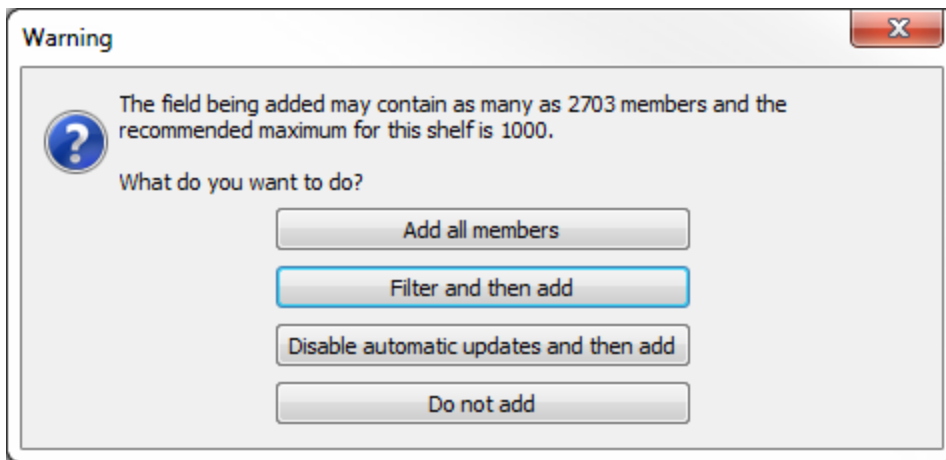 Warning
The field being added may contain as many as 2703 members and the
recommended maximum for this shelf is 1000.
What do you want to do?
Add all members
Filter and then add
Disable automatic updates and then add
Do not add